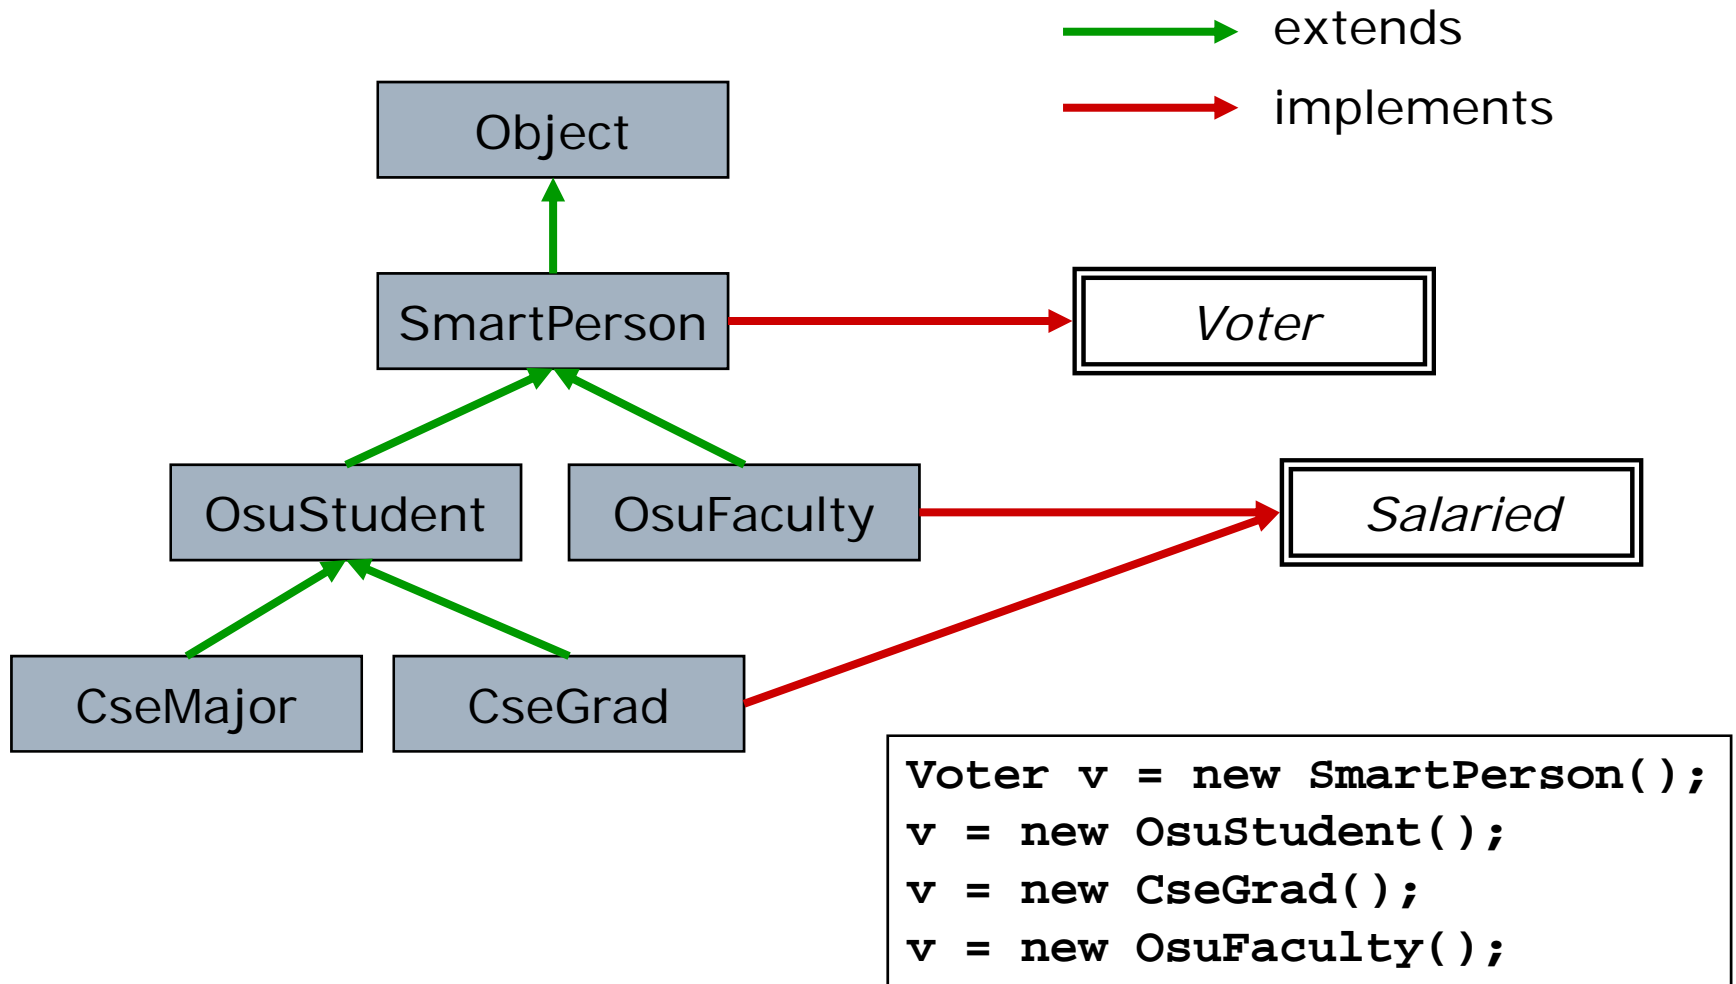 extends
implements
Object
SmartPerson
Voter
OsuStudent
OsuFaculty
Salaried
CseMajor
CseGrad
Voter v = new SmartPerson();
v = new OsuStudent();
v = new CseGrad();
v = new OsuFaculty();